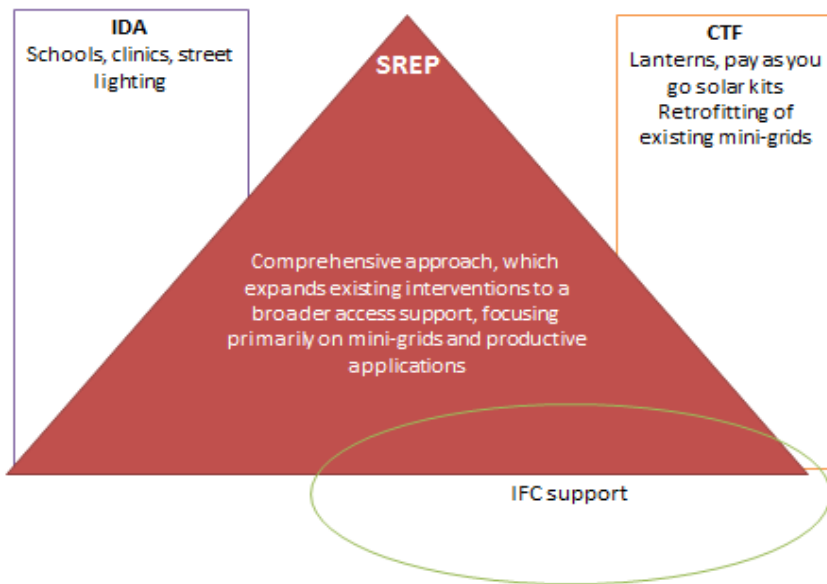 IDA
Schools, clinics, street
lighting
SREP
CTF
Lanterns, pay as you
go solar kits
Retrofitting of
existing mini-grids
Comprehensive approach, which
expands existing interventions to a
broader access support, focusing
primarily on mini-grids and productive
applications
IFC support